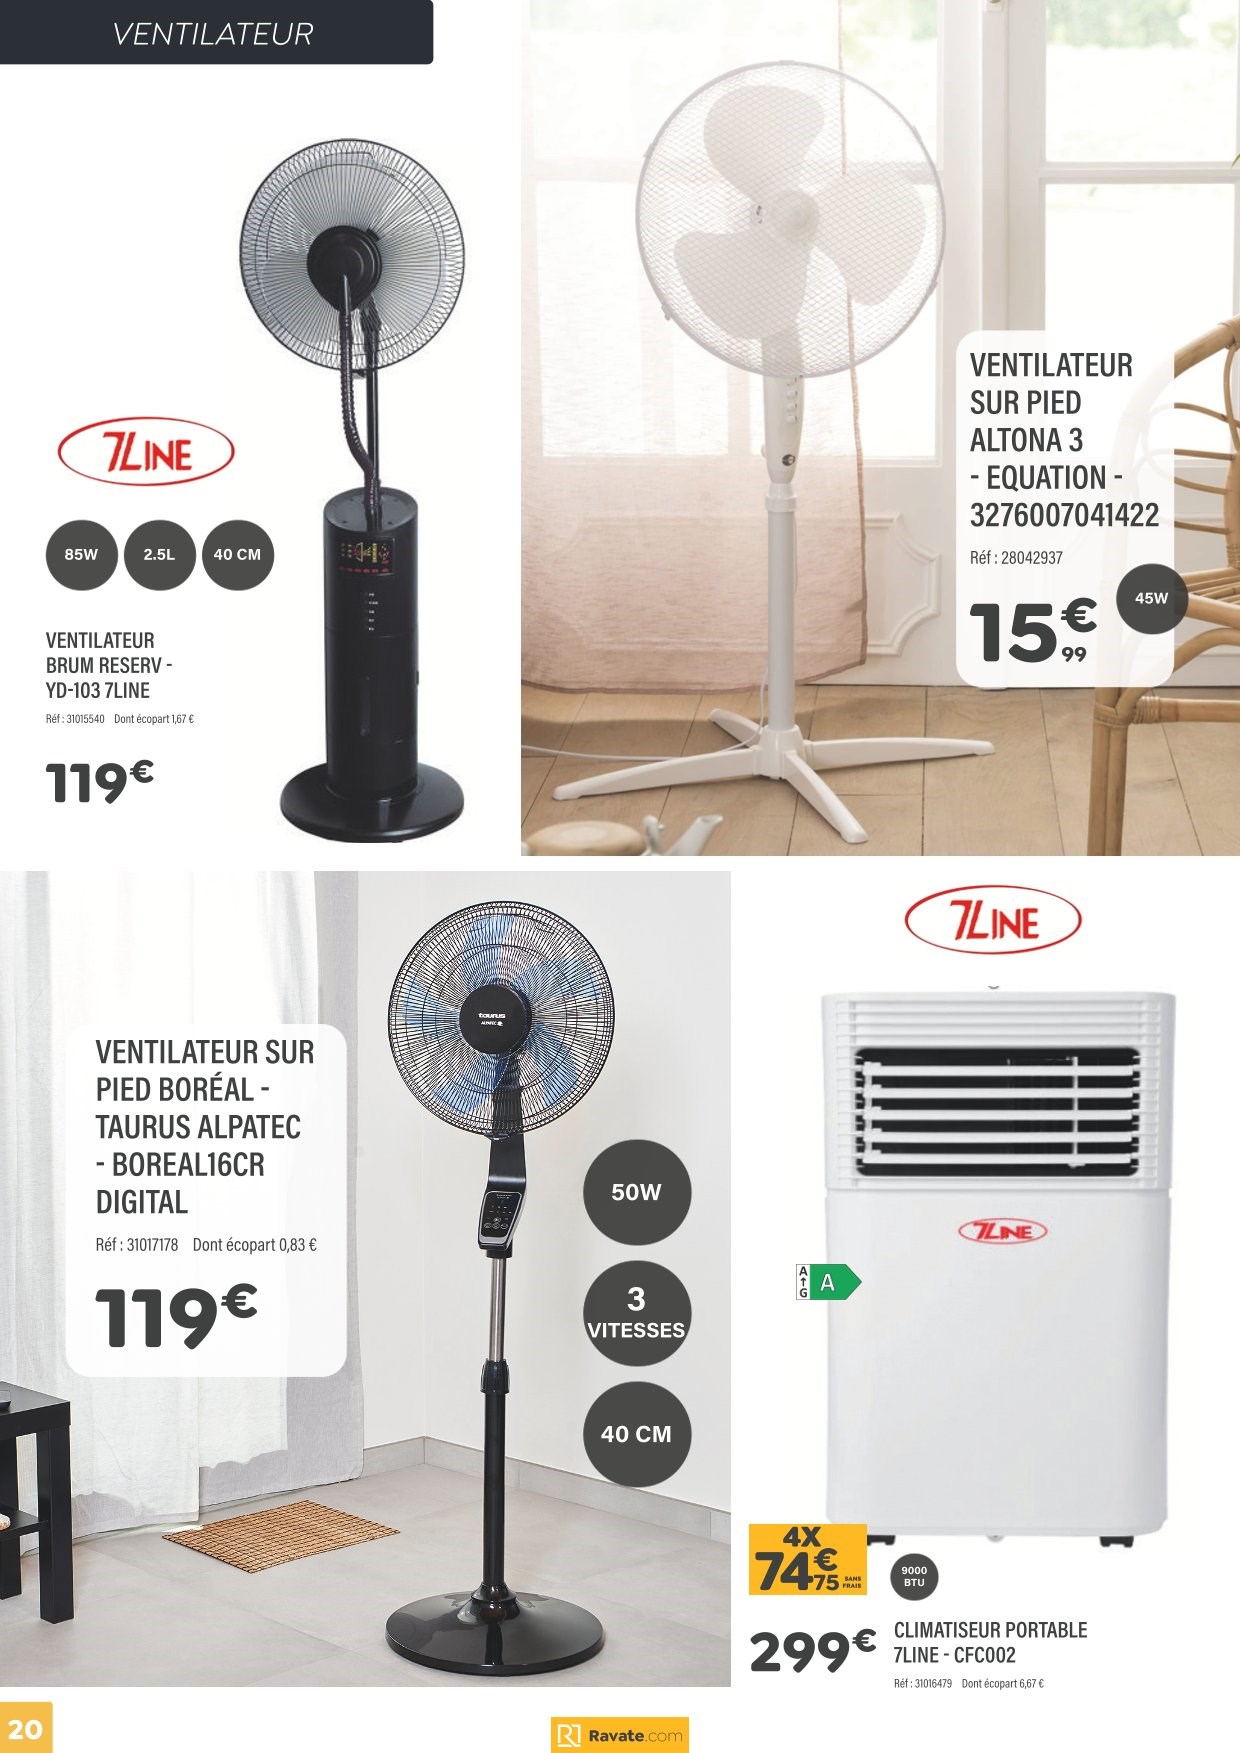 VENTILATEUR
7LINE
85W
2.5L
40 CM
VENTILATEUR
BRUM RESERV -
YD-103 7LINE
Réf : 31015540 Dont écopart 1,67 €
119€
VENTILATEUR
SUR PIED
ALTONA 3
- EQUATION -
3276007041422
Réf : 28042937
45W
15€99
VENTILATEUR SUR
PIED BORÉAL -
TAURUS ALPATEC
- BOREAL16CR
DIGITAL
Réf : 31017178 Dont écopart 0,83 €
119€
taurus
ALPATEC
50W
3
VITESSES
40 CM
7LINE
7LINE
A
G
A
4X
74€75
SANS
FRAIS
9000
BTU
299€
CLIMATISEUR PORTABLE
7LINE - CFC002
Réf : 31016479 Dont écopart 6,67 €
20
Ravate.com